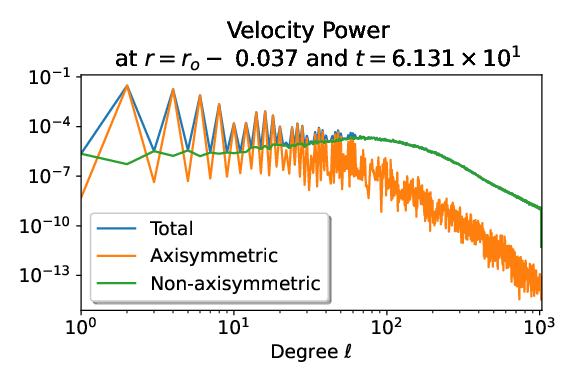 Velocity Power
at r = r_o − 0.037 and t = 6.131 × 10^1
10^−1
10^−4
10^−7
10^−10
10^−13
Total
Axisymmetric
Non-axisymmetric
10^0 10^1 10^2 10^3
Degree ℓ